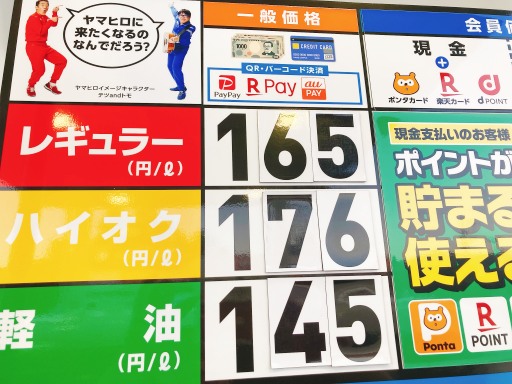 ヤマヒロに
来たくなるの
なんでだろう?
ヤマヒロイメージキャラクター
テツandトモ
一般価格
1000
CREDIT CARD
QR・バーコード決済
PayPay
R Pay
au PAY
会員価
現金
+
ポンタカード
楽天カード
d POINT
レギュラー
(円/ℓ)
165
ハイオク
(円/ℓ)
176
軽油
(円/ℓ)
145
現金支払いのお客様
ポイントが
貯まる
使える
Ponta
R
POINT